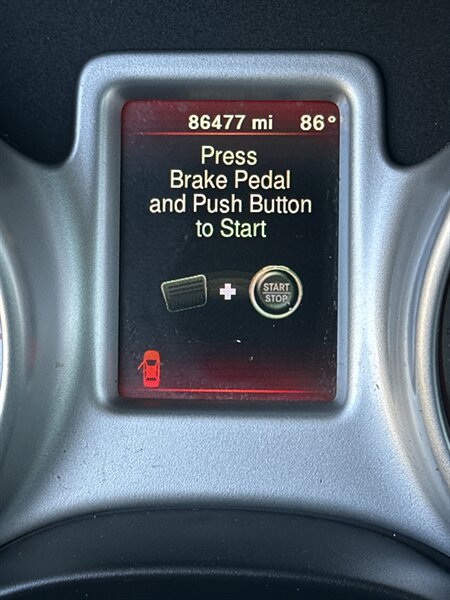 86477 mi 86°
Press
Brake Pedal
and Push Button
to Start
START
STOP